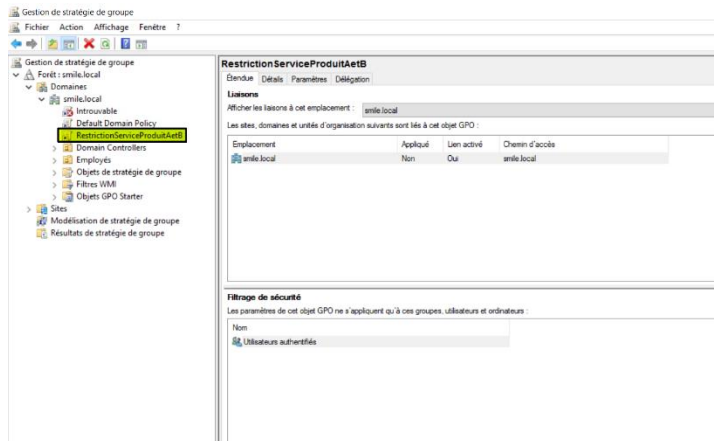 Gestion de stratégie de groupe
Fichier Action Affichage Fenêtre ?
Gestion de stratégie de groupe
Forêt : smile.local
Domaines
smile.local
Introuvable
Default Domain Policy
RestrictionServiceProduitAetB
Domain Controllers
Employés
Objets de stratégie de groupe
Filtres WMI
Objets GPO Starter
Sites
Modélisation de stratégie de groupe
Résultats de stratégie de groupe
RestrictionServiceProduitAetB
Étendue Détails Paramètres Délégation
Liaisons
Afficher les liaisons à cet emplacement : smile.local
Les sites, domaines et unités d'organisation suivants sont liés à cet objet GPO :
Emplacement Appliqué Lien activé Chemin d'accès
smile.local Non Oui smile.local
Filtrage de sécurité
Les paramètres de cet objet GPO ne s'appliquent qu'à ces groupes, utilisateurs et ordinateurs :
Nom
Utilisateurs authentifiés